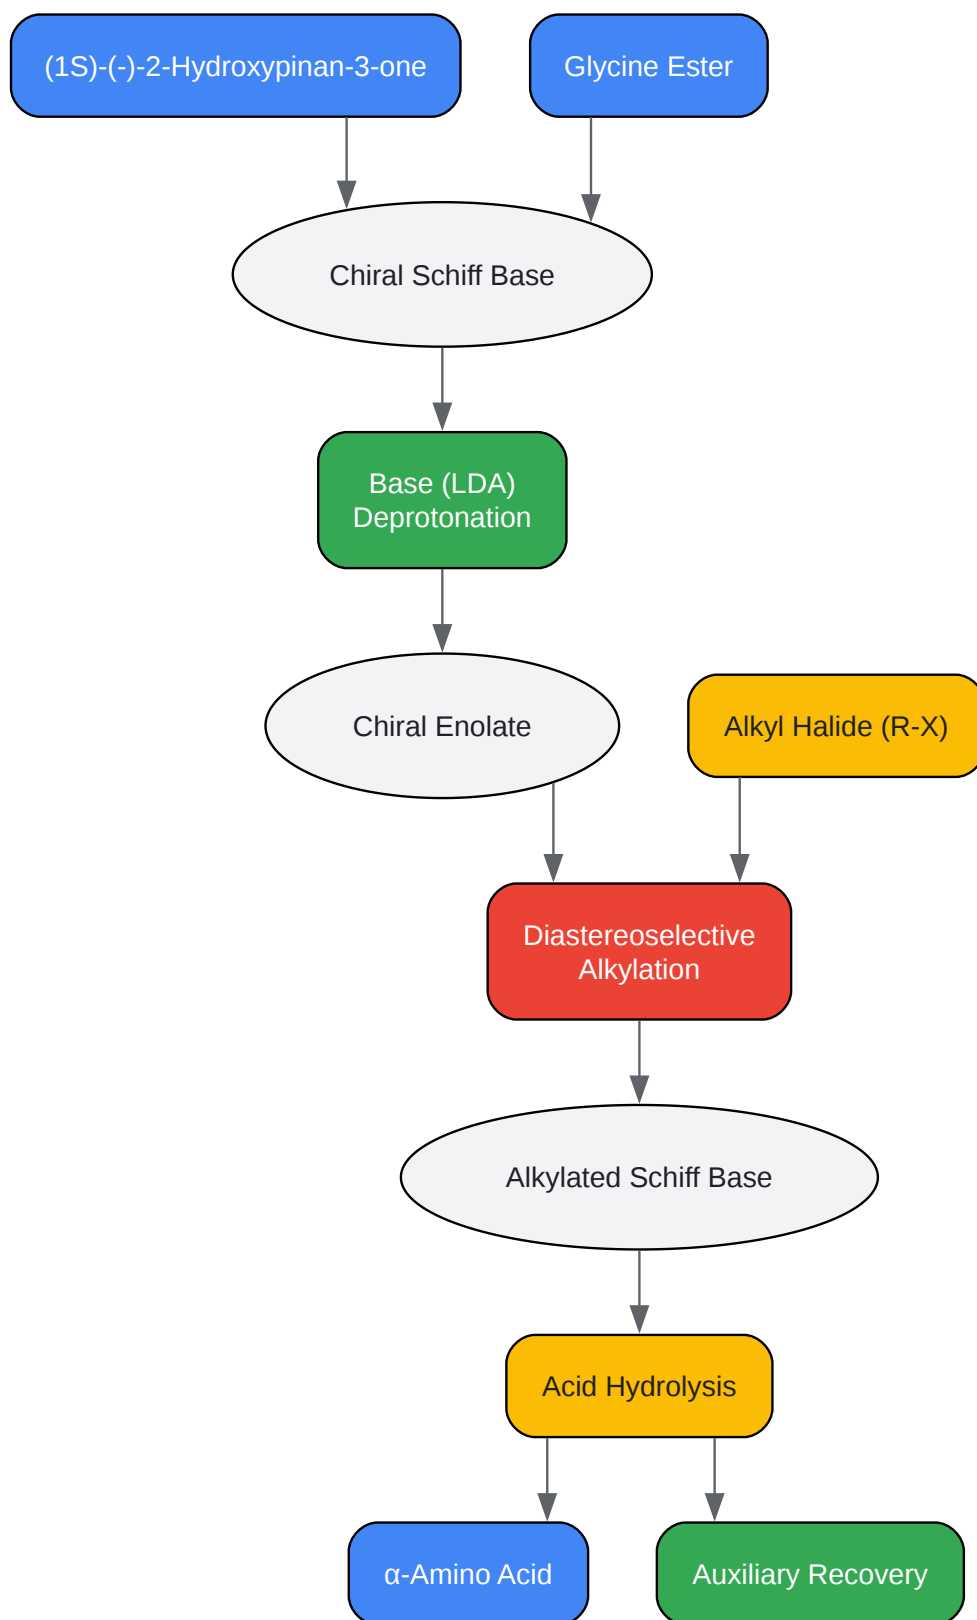 (1S)-(-)-2-Hydroxypinan-3-one
Glycine Ester
Chiral Schiff Base
Base (LDA)
Deprotonation
Chiral Enolate
Alkyl Halide (R-X)
Diastereoselective
Alkylation
Alkylated Schiff Base
Acid Hydrolysis
α-Amino Acid
Auxiliary Recovery